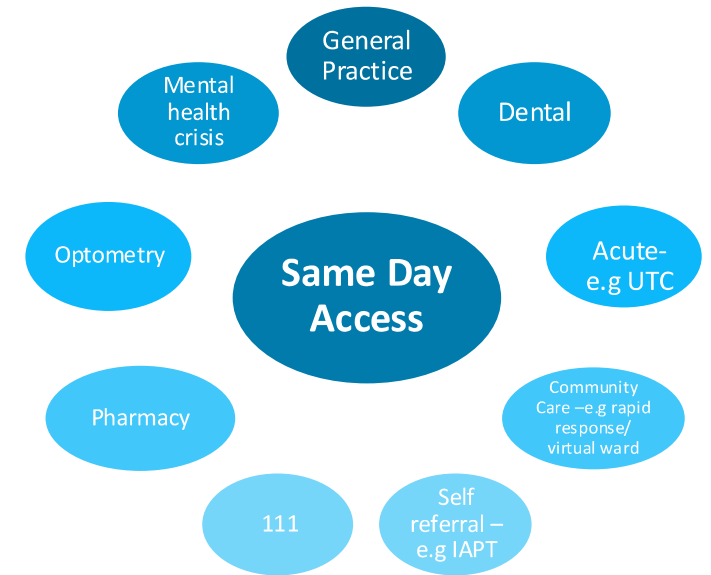 General
Practice
Mental
health
crisis
Dental
Optometry
Same Day
Access
Acute-
e.g UTC
Pharmacy
Community
Care –e.g rapid
response/
virtual ward
111
Self
referral –
e.g IAPT